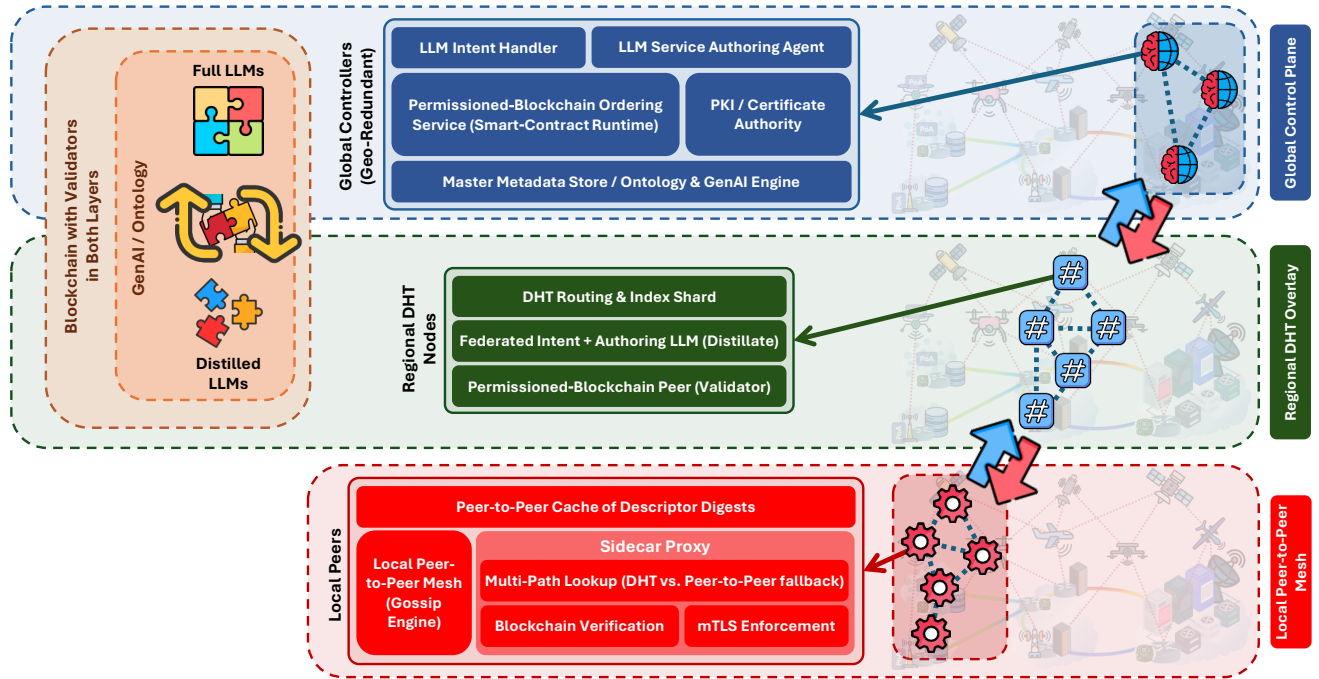 Blockchain with Validators
in Both Layers
GenAI / Ontology
Full LLMs
Distilled
LLMs
Global Controllers
(Geo-Redundant)
LLM Intent Handler
LLM Service Authoring Agent
Permissioned-Blockchain Ordering
Service (Smart-Contract Runtime)
PKI / Certificate
Authority
Master Metadata Store / Ontology & GenAI Engine
Global Control Plane
Regional DHT
Nodes
DHT Routing & Index Shard
Federated Intent + Authoring LLM (Distillate)
Permissioned-Blockchain Peer (Validator)
#
#
#
#
#
Regional DHT Overlay
Local Peers
Peer-to-Peer Cache of Descriptor Digests
Local Peer-
to-Peer Mesh
(Gossip
Engine)
Sidecar Proxy
Multi-Path Lookup (DHT vs. Peer-to-Peer fallback)
Blockchain Verification
mTLS Enforcement
Local Peer-to-Peer
Mesh